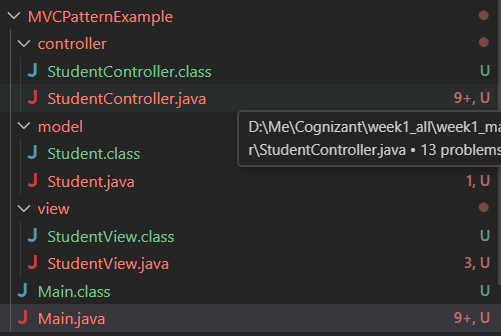 MVCPatternExample
controller
StudentController.class U
StudentController.java 9+, U
model
D:\Me\Cognizant\week1_all\week1_ma
r\StudentController.java • 13 problems
Student.class U
Student.java 1, U
view
StudentView.class U
StudentView.java 3, U
Main.class U
Main.java 9+, U